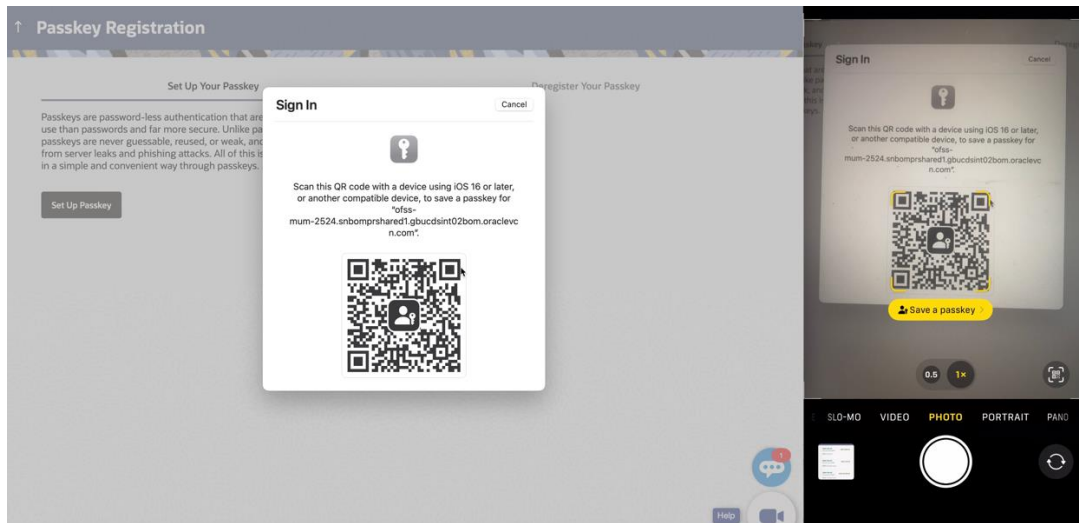 ↑ Passkey Registration
Set Up Your Passkey
Deregister Your Passkey
Passkeys are password-less authentication that are
use than passwords and far more secure. Unlike pa
passkeys are never guessable, reused, or weak, and
from server leaks and phishing attacks. All of this is
in a simple and convenient way through passkeys.
Set Up Passkey
Sign In
Cancel
Scan this QR code with a device using iOS 16 or later,
or another compatible device, to save a passkey for
"ofss-
mum-2524.snbomprshared1.gbucdsint02bom.oraclevc
n.com".
1
Help
Sign In
Cancel
Scan this QR code with a device using iOS 16 or later,
or another compatible device, to save a passkey for
"ofss-
mum-2524.snbomprshared1.gbucdsint02bom.oraclevc
n.com".
Save a passkey
0.5 1×
SLO-MO VIDEO PHOTO PORTRAIT PANO